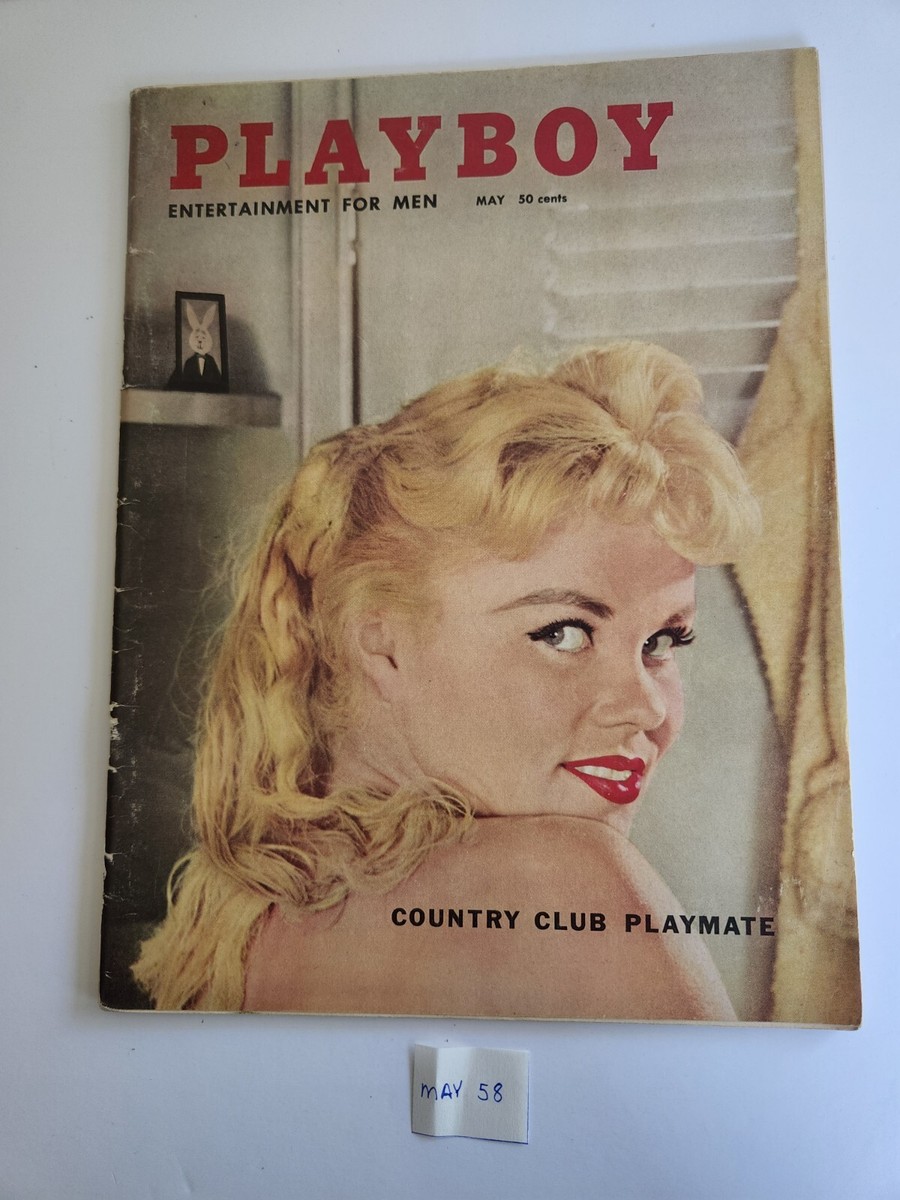 PLAYBOY
ENTERTAINMENT FOR MEN MAY 50 cents
COUNTRY CLUB PLAYMATE
MAY 58